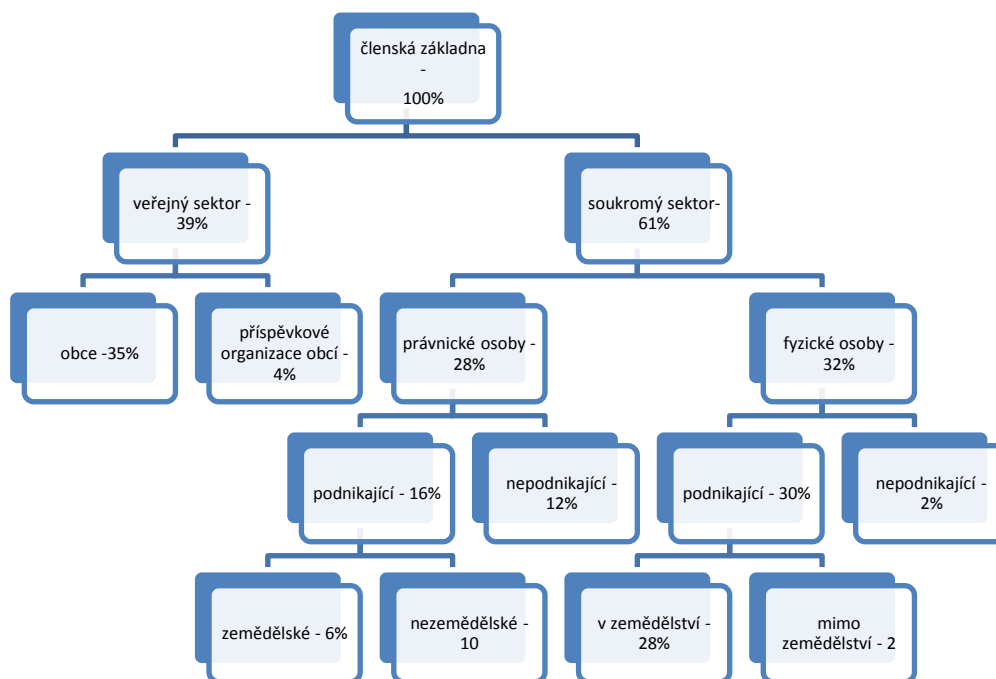 členská základna
-
100%
veřejný sektor -
39%
soukromý sektor-
61%
obce -35%
příspěvkové
organizace obcí -
4%
právnické osoby -
28%
fyzické osoby -
32%
podnikající - 16%
nepodnikající -
12%
podnikající - 30%
nepodnikající -
2%
zemědělské - 6%
nezemědělské -
10
v zemědělství -
28%
mimo
zemědělství - 2